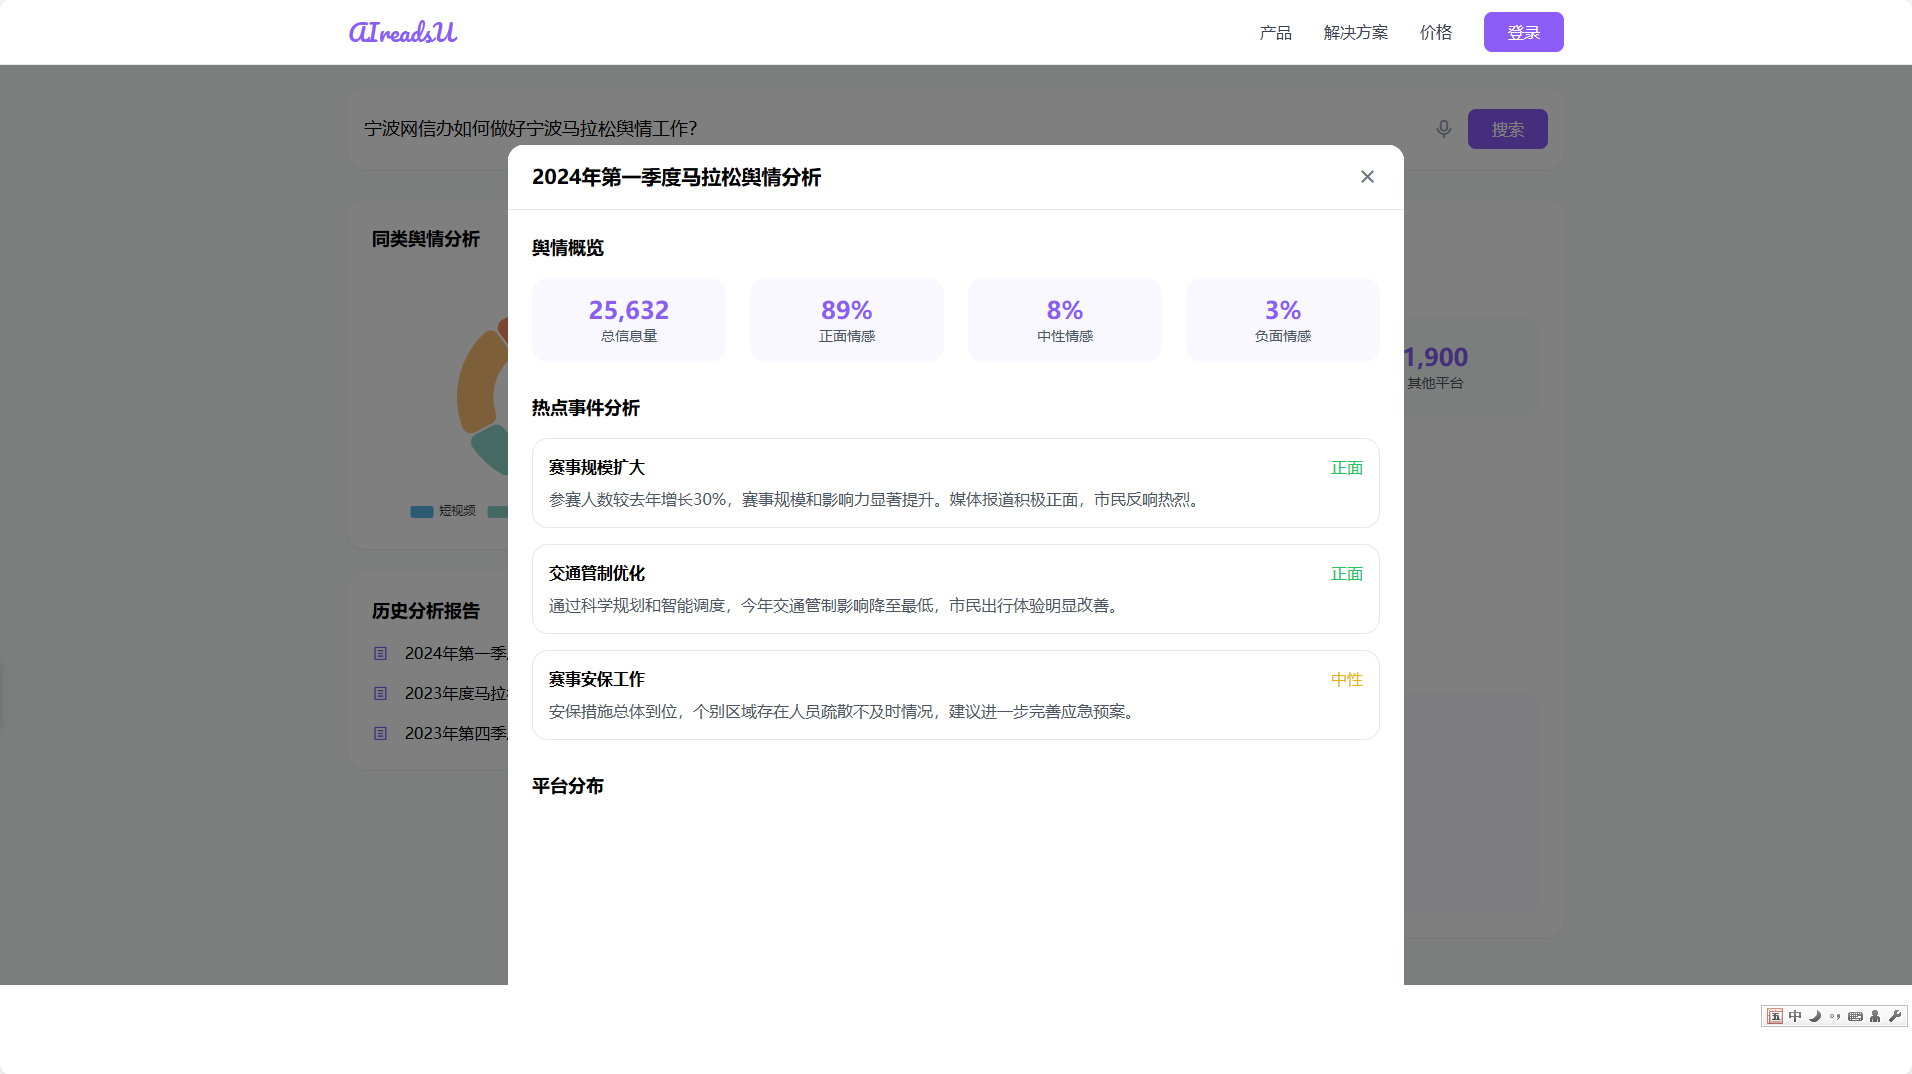 AIreadsU
产品
解决方案
价格
登录
宁波网信办如何做好宁波马拉松舆情工作?
搜索
同类舆情分析
短视频
1,900
其他平台
历史分析报告
2024年第一季
2023年度马拉
2023年第四季
2024年第一季度马拉松舆情分析
舆情概览
25,632
总信息量
89%
正面情感
8%
中性情感
3%
负面情感
热点事件分析
赛事规模扩大
正面
参赛人数较去年增长30%，赛事规模和影响力显著提升。媒体报道积极正面，市民反响热烈。
交通管制优化
正面
通过科学规划和智能调度，今年交通管制影响降至最低，市民出行体验明显改善。
赛事安保工作
中性
安保措施总体到位，个别区域存在人员疏散不及时情况，建议进一步完善应急预案。
平台分布
五 中